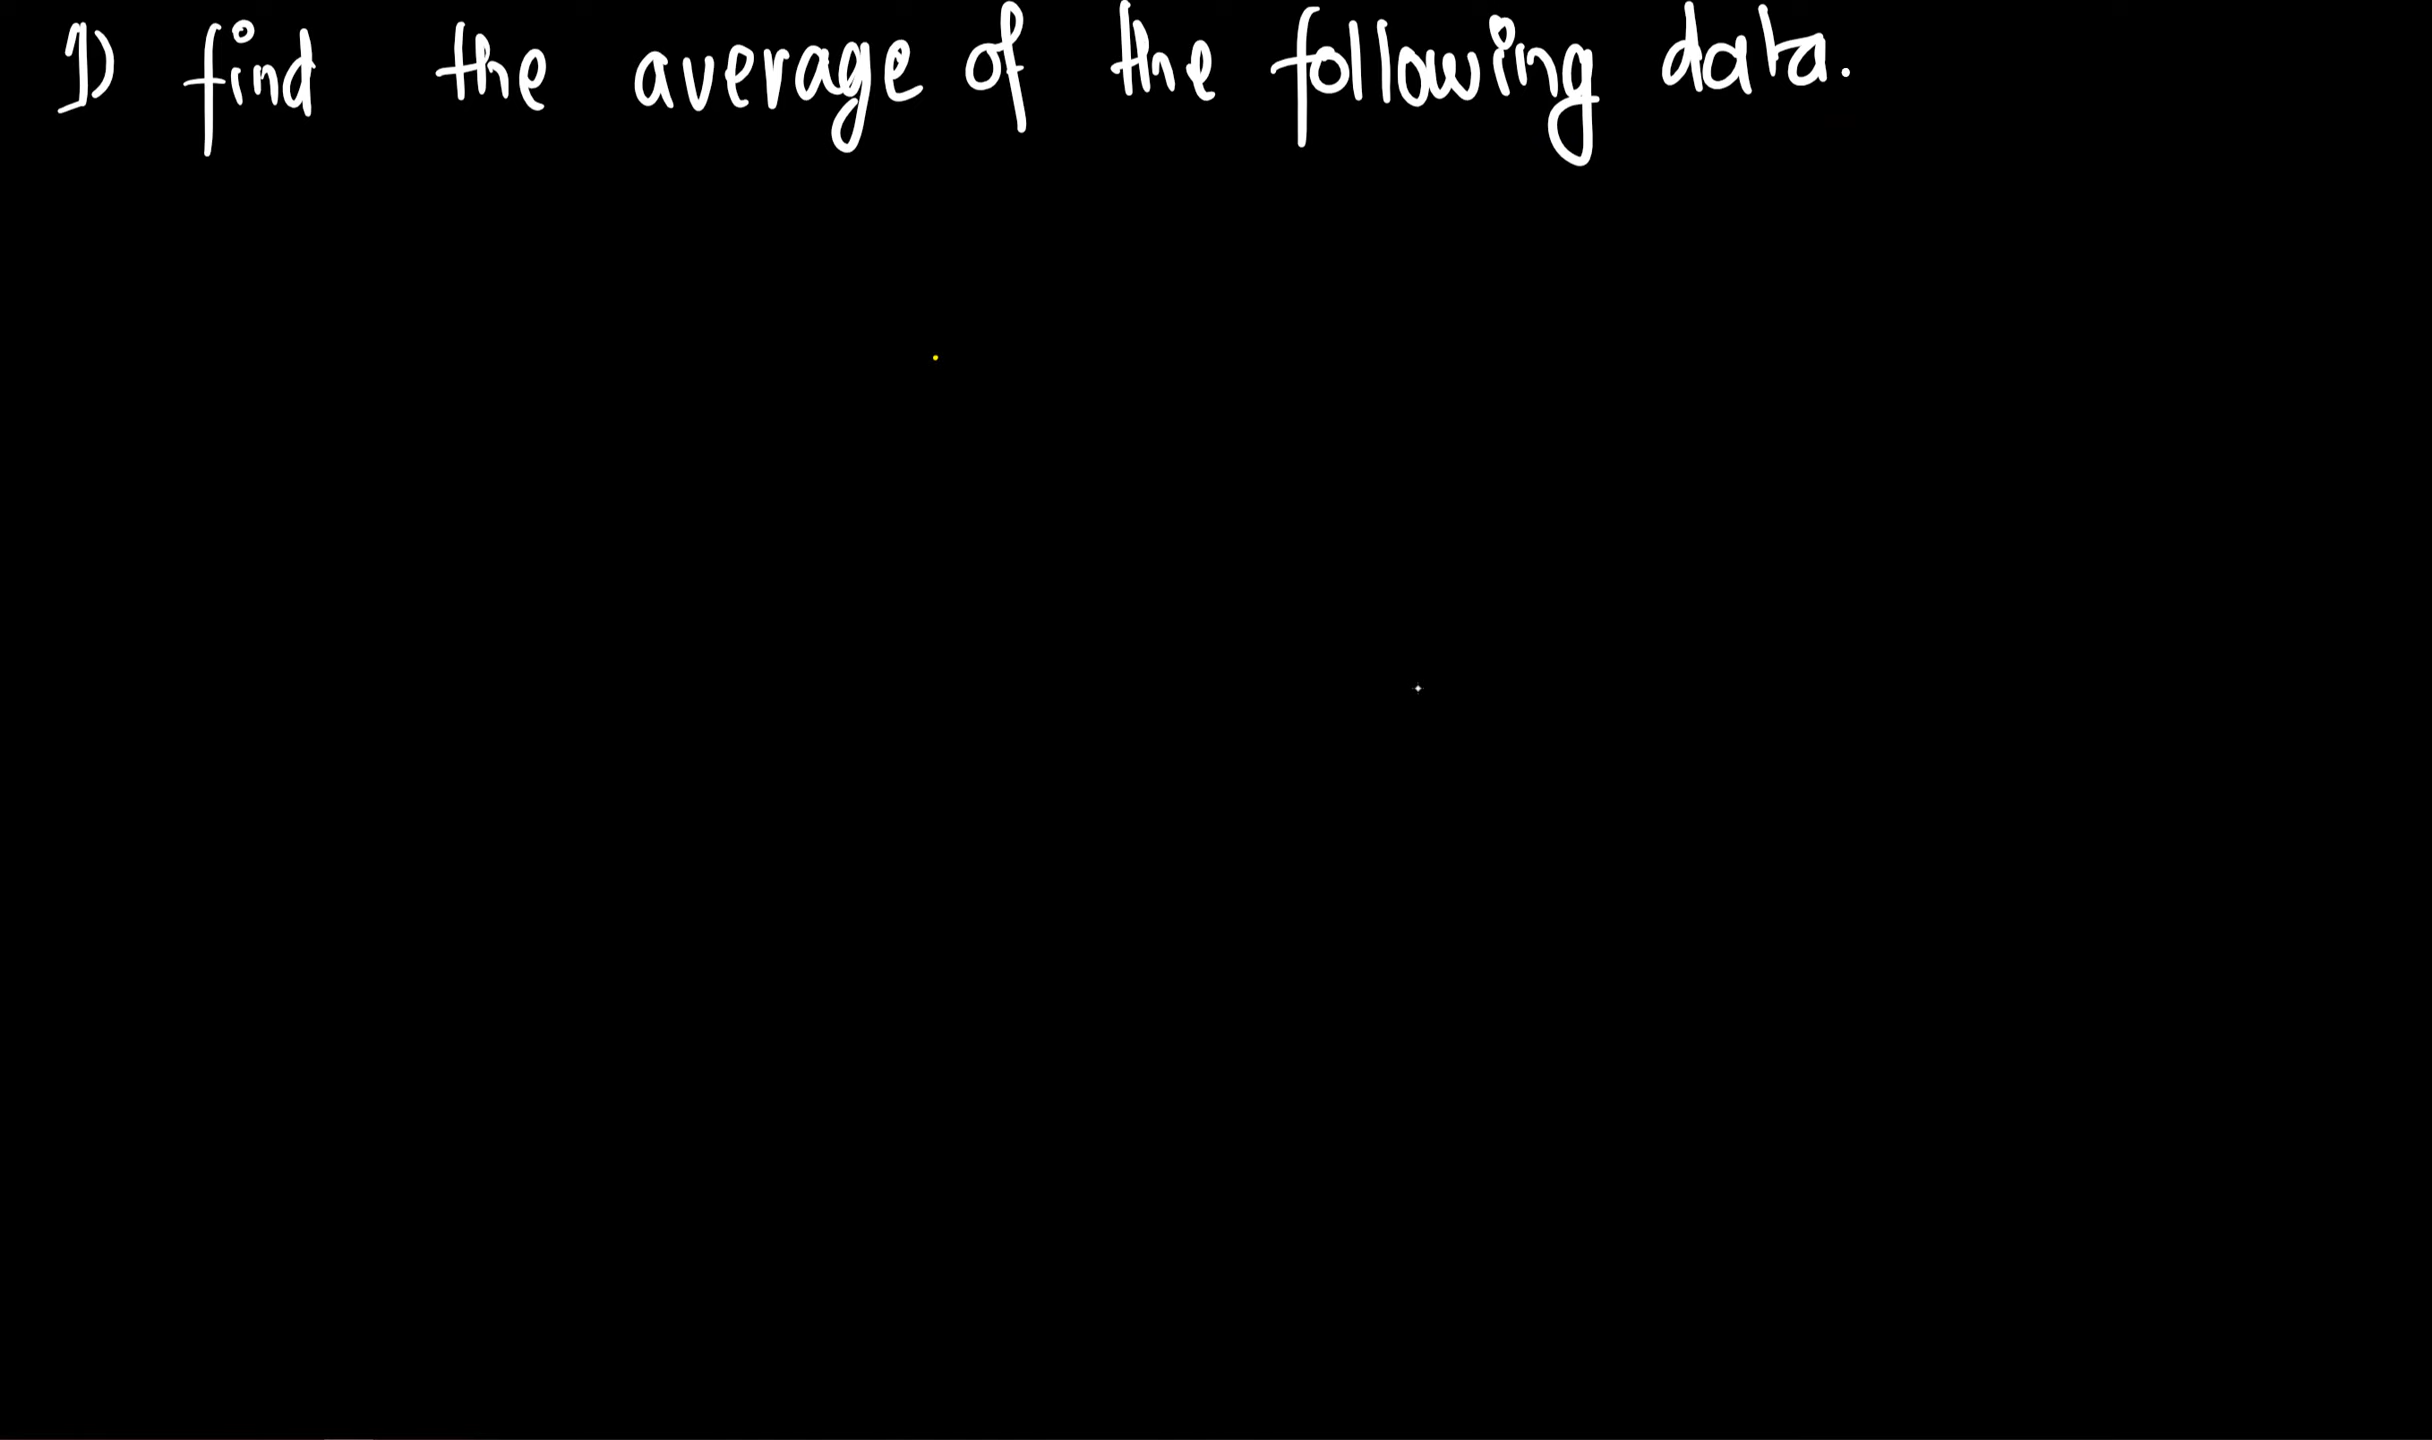 1) find the average of the following data.